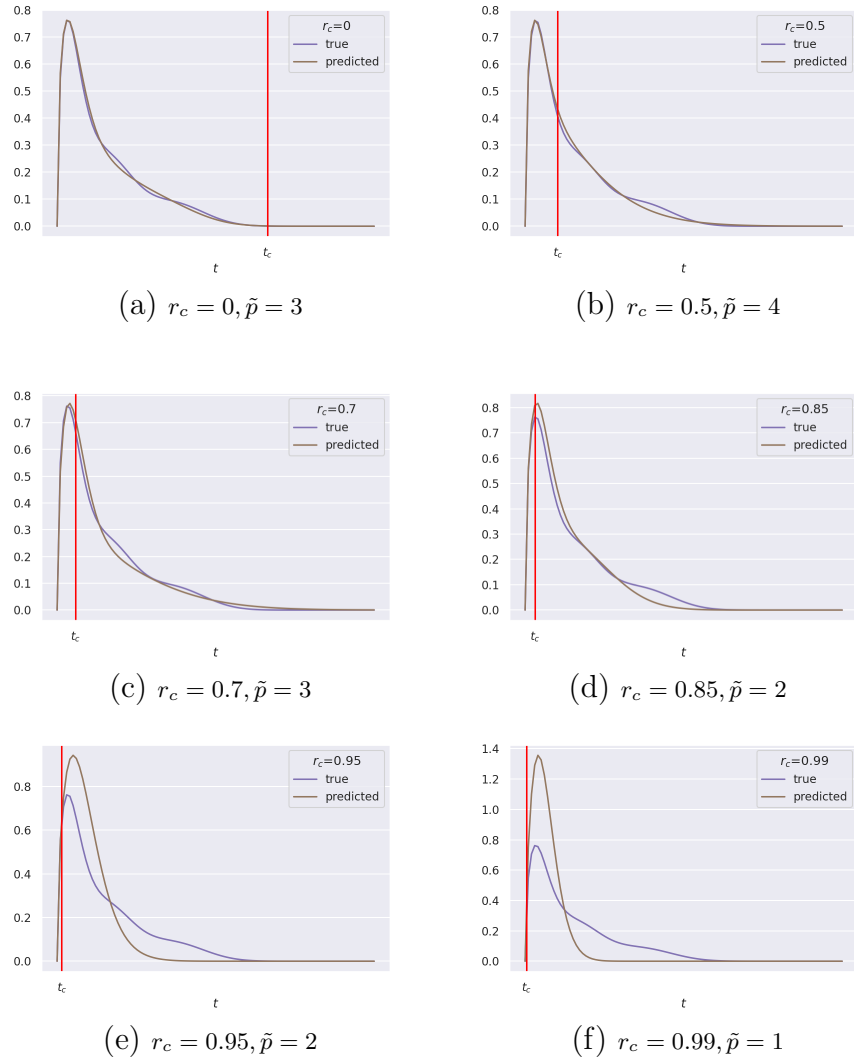 r_c=0
true
predicted
0.8
0.7
0.6
0.5
0.4
0.3
0.2
0.1
0.0
t_c
t
(a) r_c = 0, p̃ = 3
r_c=0.5
true
predicted
0.8
0.7
0.6
0.5
0.4
0.3
0.2
0.1
0.0
t_c
t
(b) r_c = 0.5, p̃ = 4
r_c=0.7
true
predicted
0.8
0.7
0.6
0.5
0.4
0.3
0.2
0.1
0.0
t_c
t
(c) r_c = 0.7, p̃ = 3
r_c=0.85
true
predicted
0.8
0.7
0.6
0.5
0.4
0.3
0.2
0.1
0.0
t_c
t
(d) r_c = 0.85, p̃ = 2
r_c=0.95
true
predicted
0.8
0.6
0.4
0.2
0.0
t_c
t
(e) r_c = 0.95, p̃ = 2
r_c=0.99
true
predicted
1.4
1.2
1.0
0.8
0.6
0.4
0.2
0.0
t_c
t
(f) r_c = 0.99, p̃ = 1